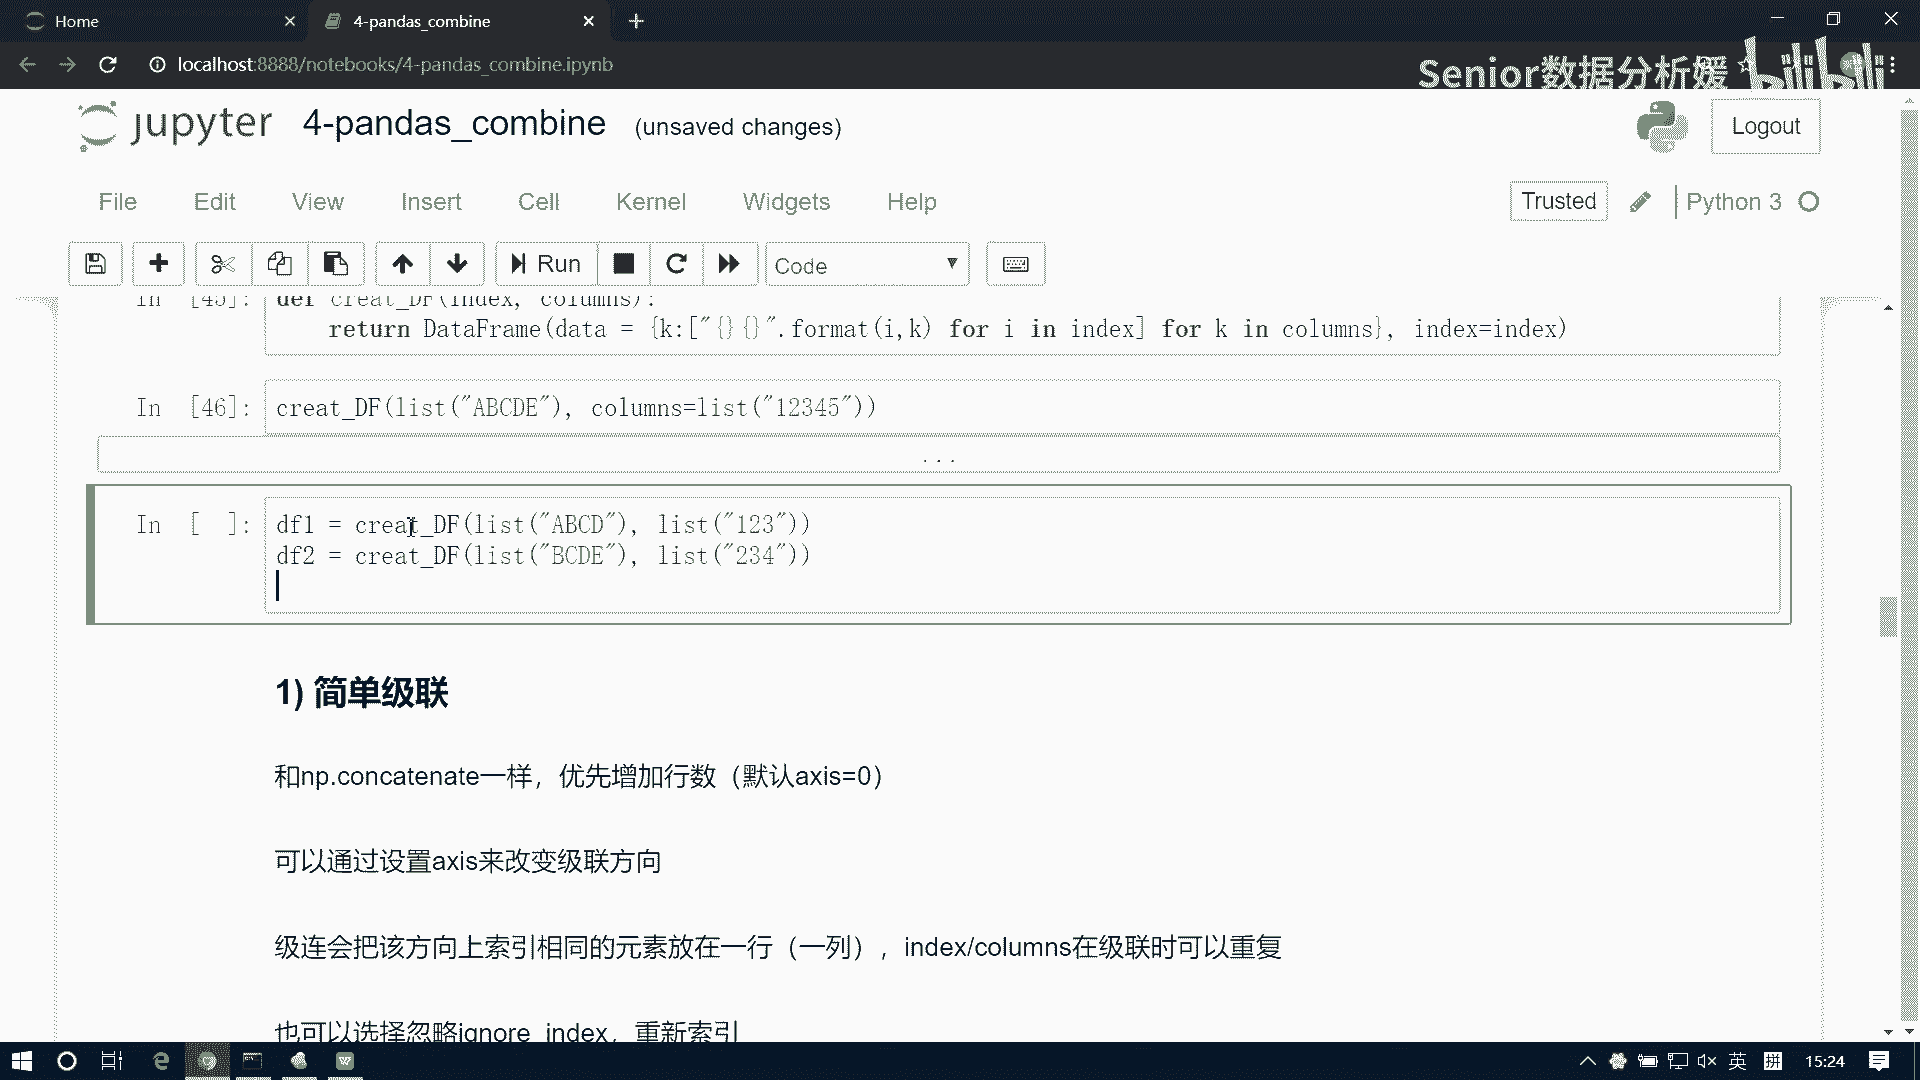 Home
4-pandas_combine
localhost:8888/notebooks/4-pandas_combine.ipynb
Senior数据分析媛 bilibili
jupyter 4-pandas_combine (unsaved changes)
Logout
File Edit View Insert Cell Kernel Widgets Help
Trusted Python 3
Run Code
In [45]: def creat_DF(index, columns):
return DataFrame(data = {k:["{}{}".format(i,k) for i in index] for k in columns}, index=index)
In [46]: creat_DF(list("ABCDE"), columns=list("12345"))
...
In [ ]: df1 = creat_DF(list("ABCD"), list("123"))
df2 = creat_DF(list("BCDE"), list("234"))
1) 简单级联
和np.concatenate一样，优先增加行数（默认axis=0）
可以通过设置axis来改变级联方向
级连会把该方向上索引相同的元素放在一行（一列），index/columns在级联时可以重复
也可以选择忽略ignore_index，重新索引
英 拼 15:24